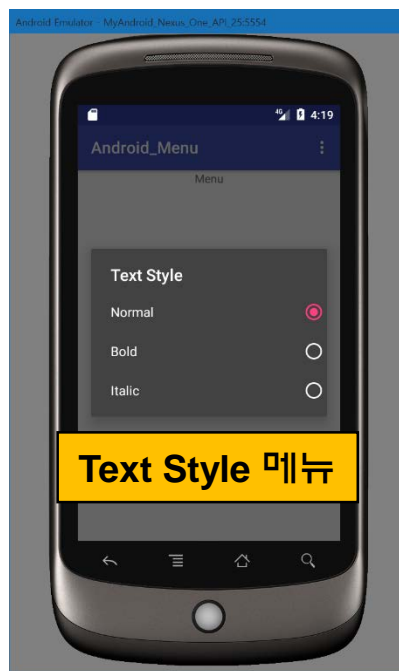 Android Emulator - MyAndroid_Nexus_One_API_25:5554
4G
4:19
Android_Menu
Menu
Text Style
Normal
Bold
Italic
Text Style 메뉴